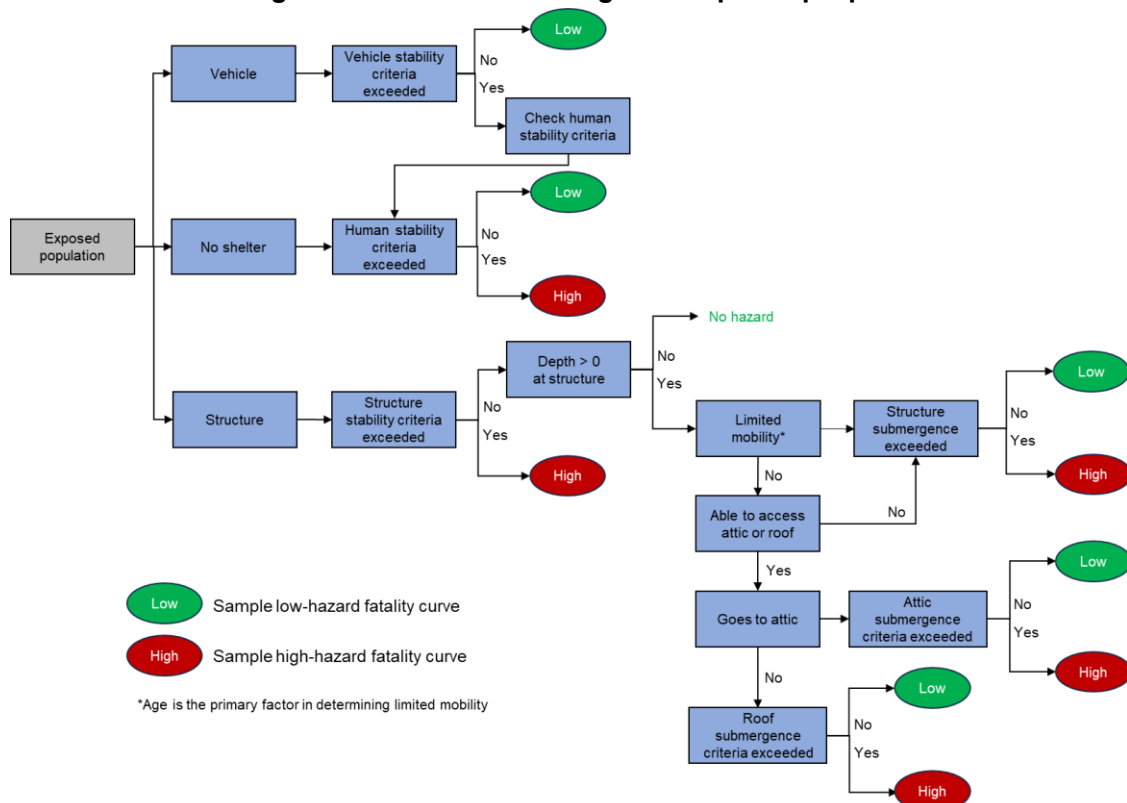 Low
Vehicle
Vehicle stability
criteria
exceeded
No
Yes
Check human
stability criteria
Low
Exposed
population
No shelter
Human stability
criteria
exceeded
No
Yes
High
No hazard
Depth > 0
at structure
No
Yes
Low
Structure
Structure
stability criteria
exceeded
No
Yes
High
Limited
mobility*
Structure
submergence
exceeded
No
Yes
High
No
Able to access
attic or roof
No
Yes
Low
Goes to attic
Attic
submergence
criteria exceeded
No
Yes
High
No
Low
Roof
submergence
criteria exceeded
No
Yes
High
Low
Sample low-hazard fatality curve
High
Sample high-hazard fatality curve
*Age is the primary factor in determining limited mobility